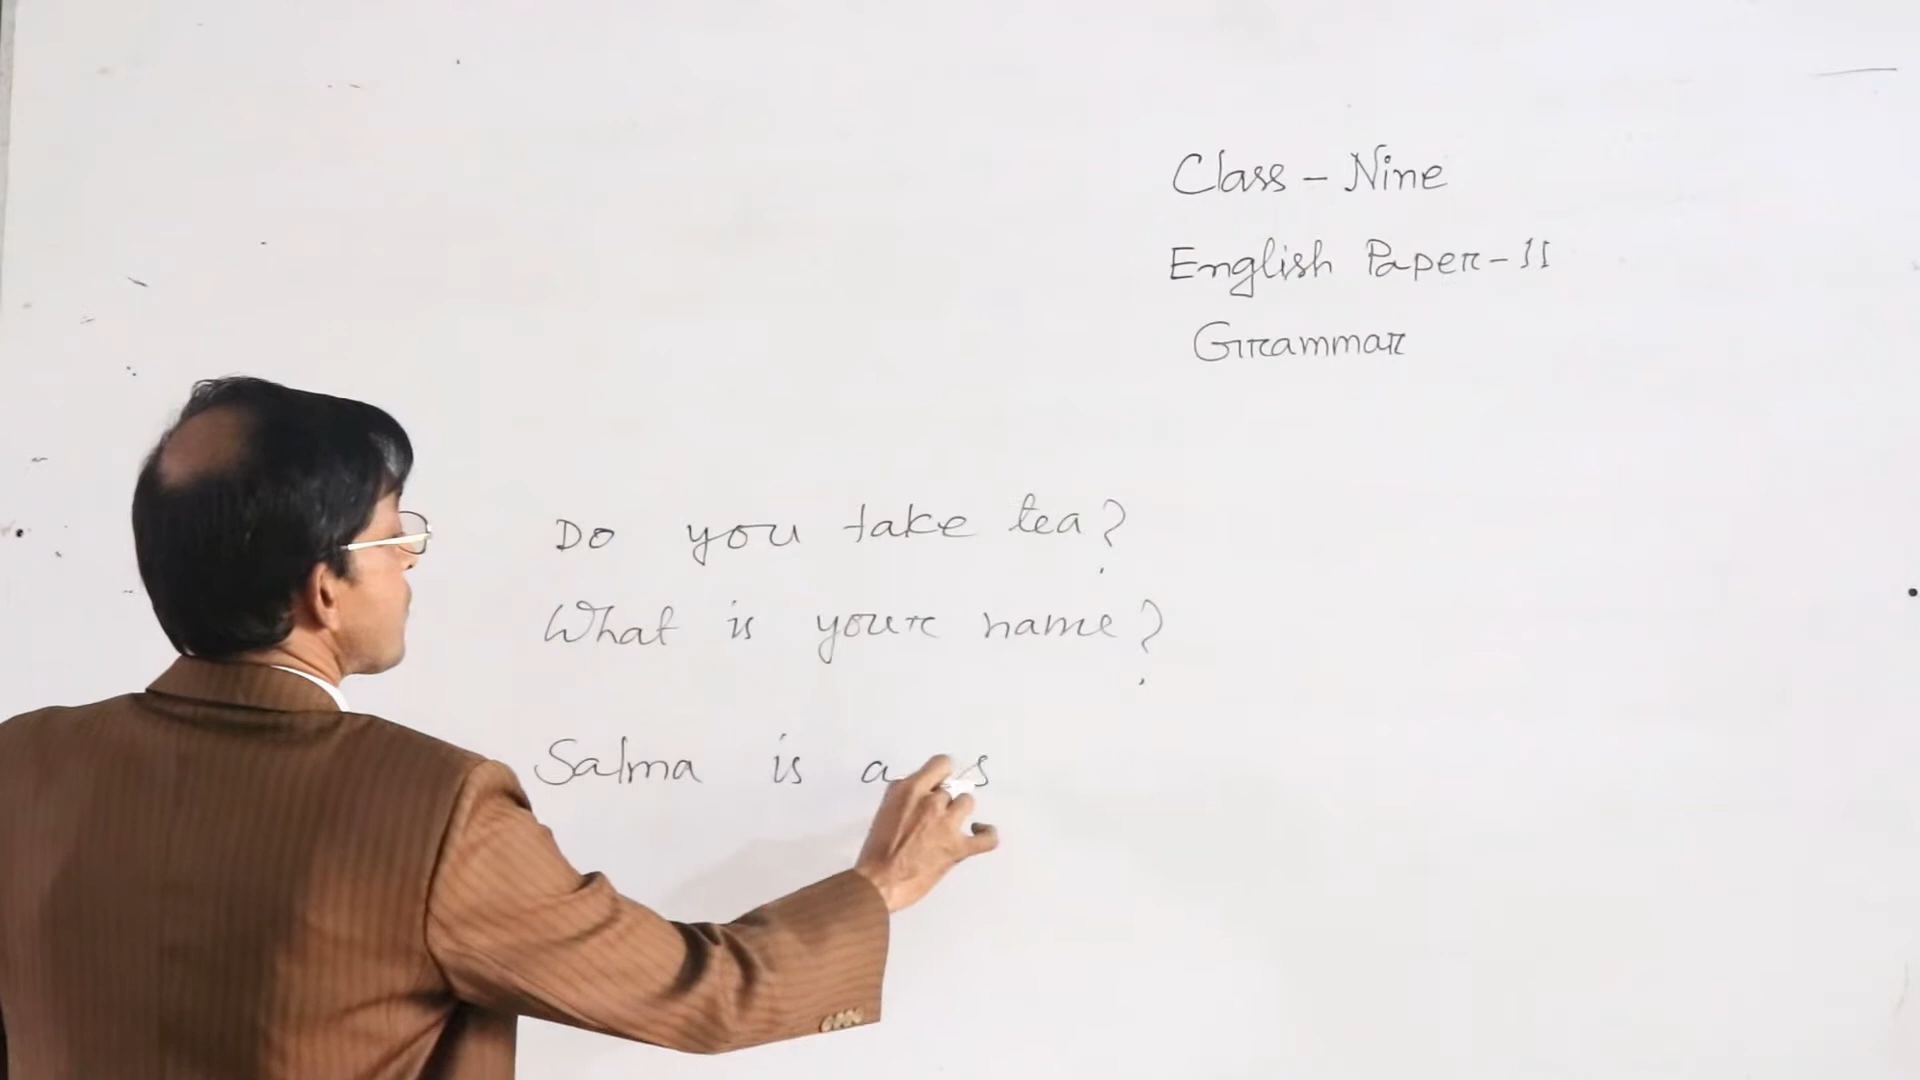 Class - Nine
English Paper - II
Grammar
Do you take tea?
What is your name?
Salma is a s